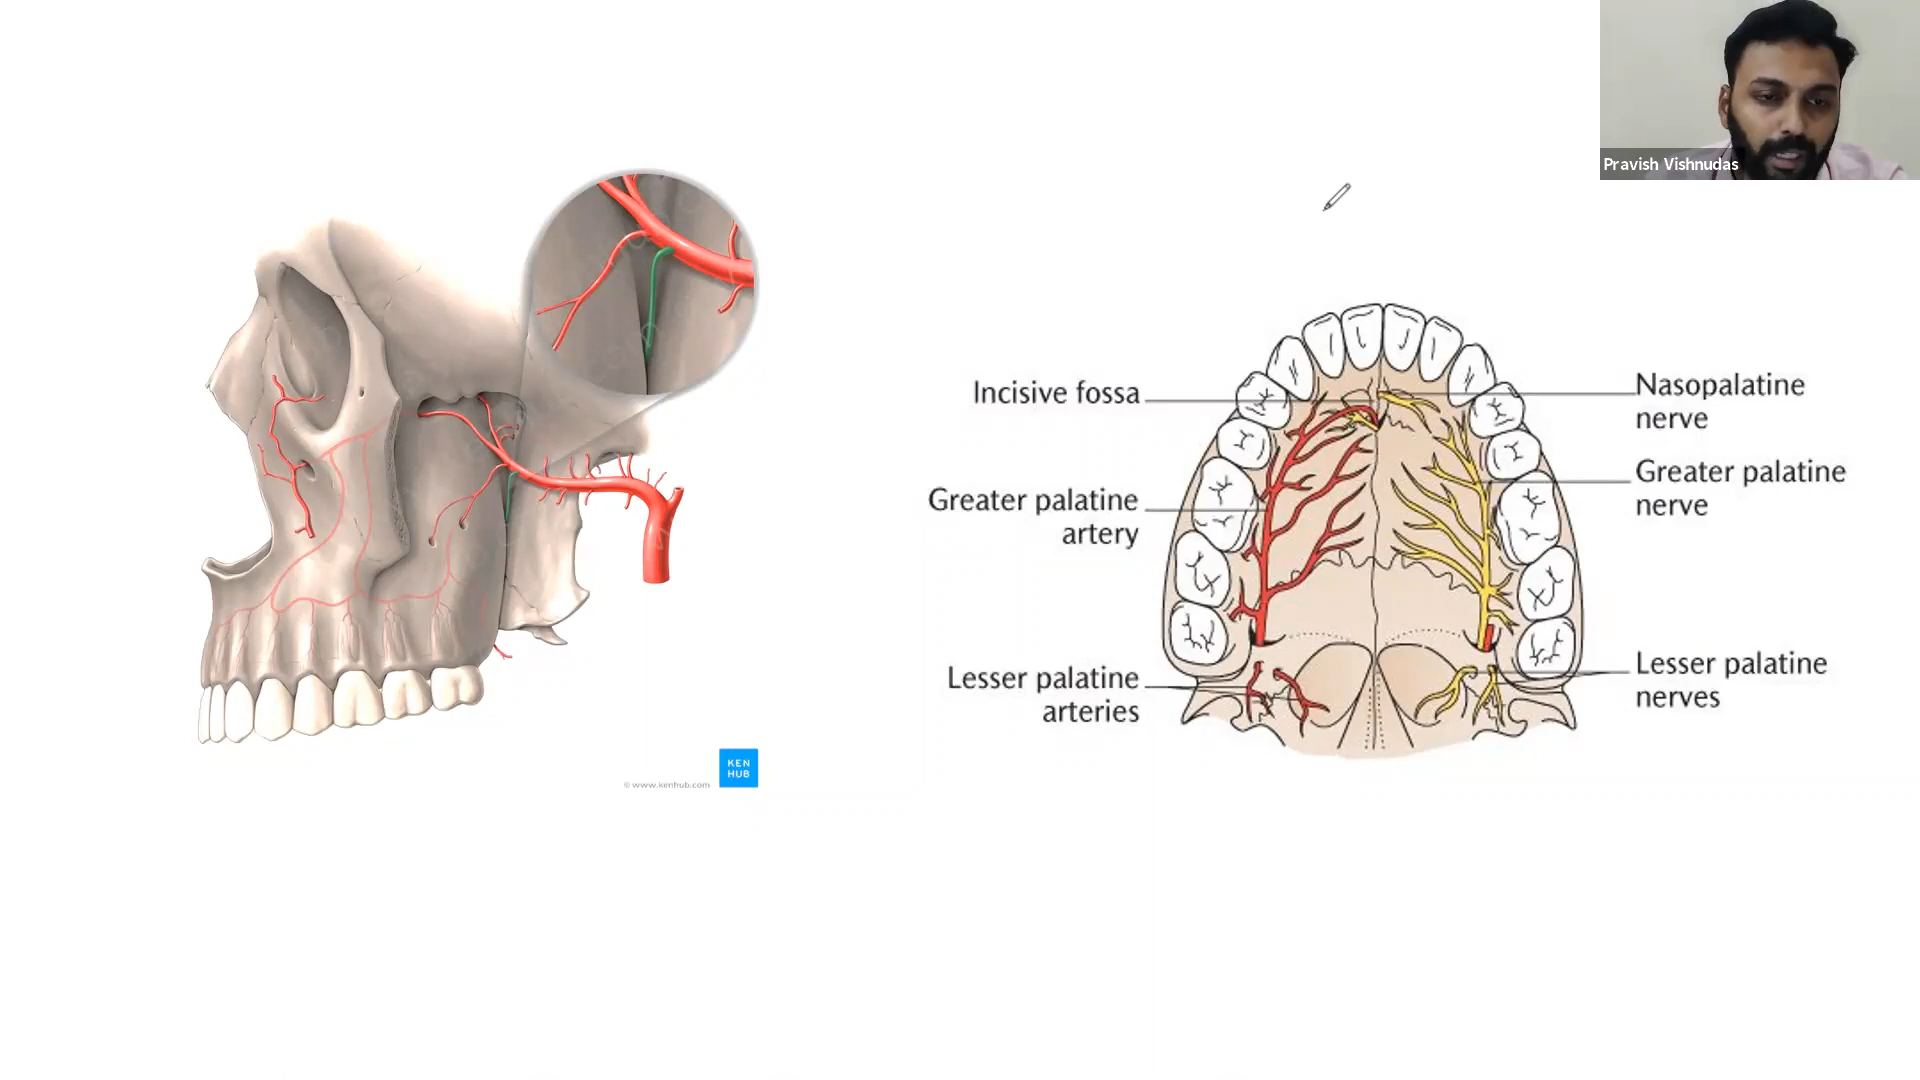 Pravish Vishnudas
Incisive fossa
Greater palatine
artery
Lesser palatine
arteries
Nasopalatine
nerve
Greater palatine
nerve
Lesser palatine
nerves
KEN
HUB
© www.kenhub.com